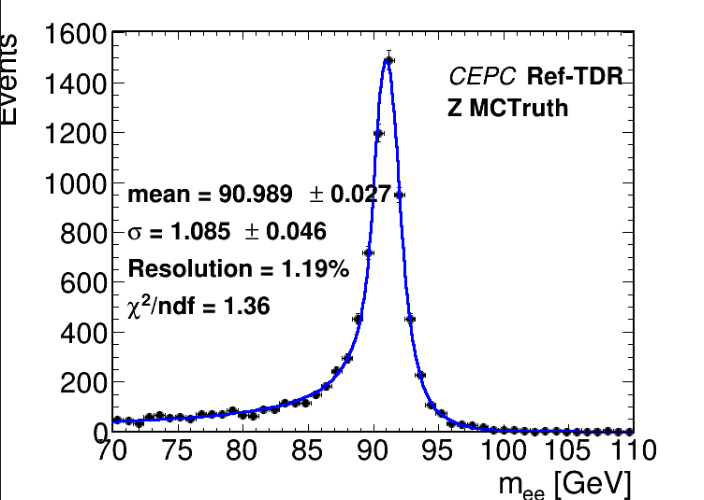 Events
1600
1400
1200
1000
800
600
400
200
0
CEPC Ref-TDR
Z MCTruth
mean = 90.989 ± 0.027
σ = 1.085 ± 0.046
Resolution = 1.19%
χ²/ndf = 1.36
70 75 80 85 90 95 100 105 110
m_ee [GeV]